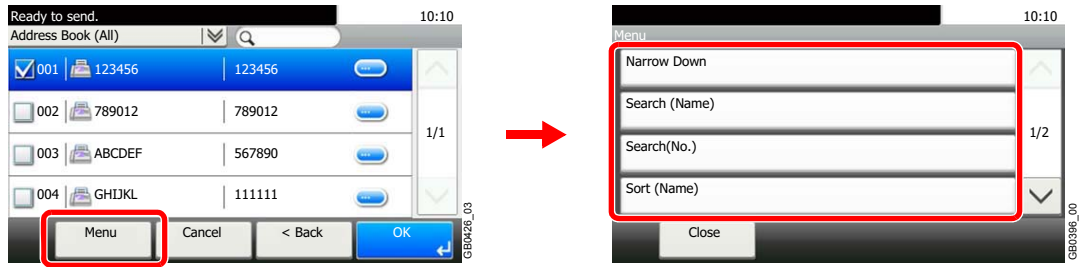 Ready to send. 10:10
Address Book (All)
001 123456 123456
002 789012 789012
003 ABCDEF 567890
004 GHIJKL 111111
1/1
Menu Cancel < Back OK
GB0426_03
10:10
Menu
Narrow Down
Search (Name)
Search(No.)
Sort (Name)
1/2
Close
GB0396_00